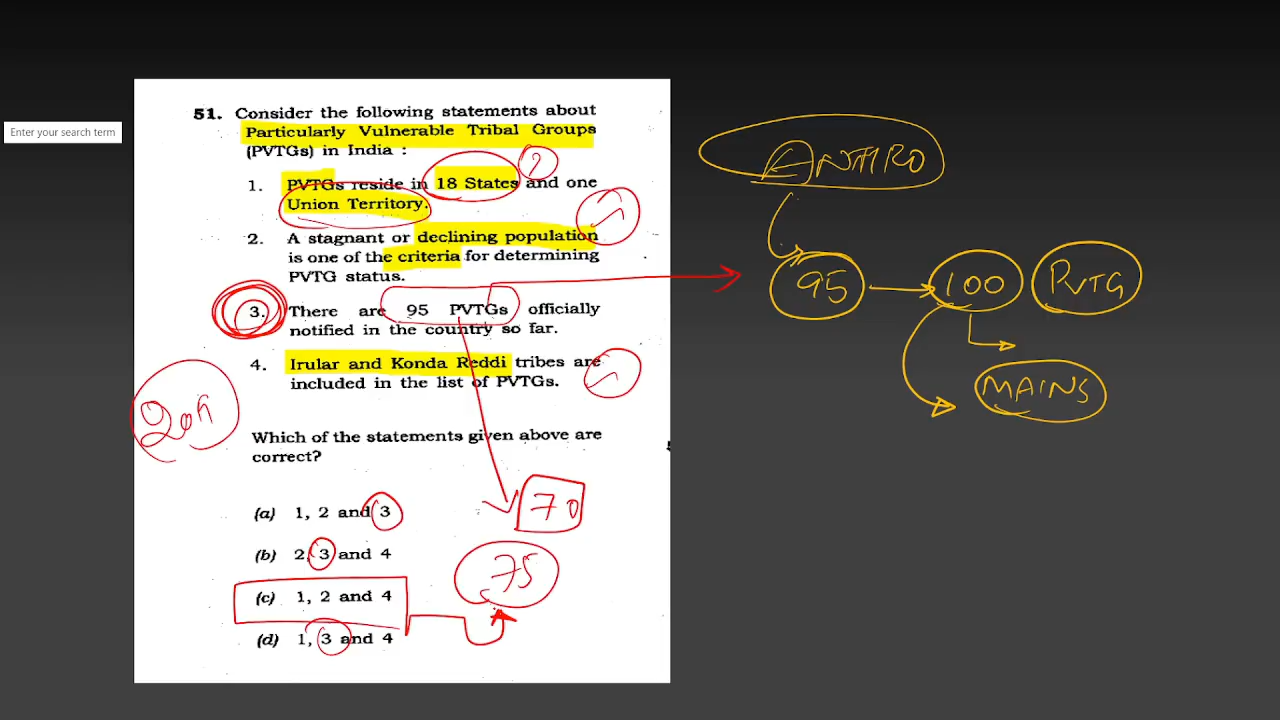 Enter your search term
51. Consider the following statements about
Particularly Vulnerable Tribal Groups
(PVTGs) in India :
1. PVTGs reside in 18 States and one
Union Territory.
2. A stagnant or declining population
is one of the criteria for determining
PVTG status.
3. There are 95 PVTGs officially
notified in the country so far.
4. Irular and Konda Reddi tribes are
included in the list of PVTGs.
Which of the statements given above are
correct?
(a) 1, 2 and 3
(b) 2, 3 and 4
(c) 1, 2 and 4
(d) 1, 3 and 4
?
70
75
ANTHRO
95
100
PVTG
MAINS